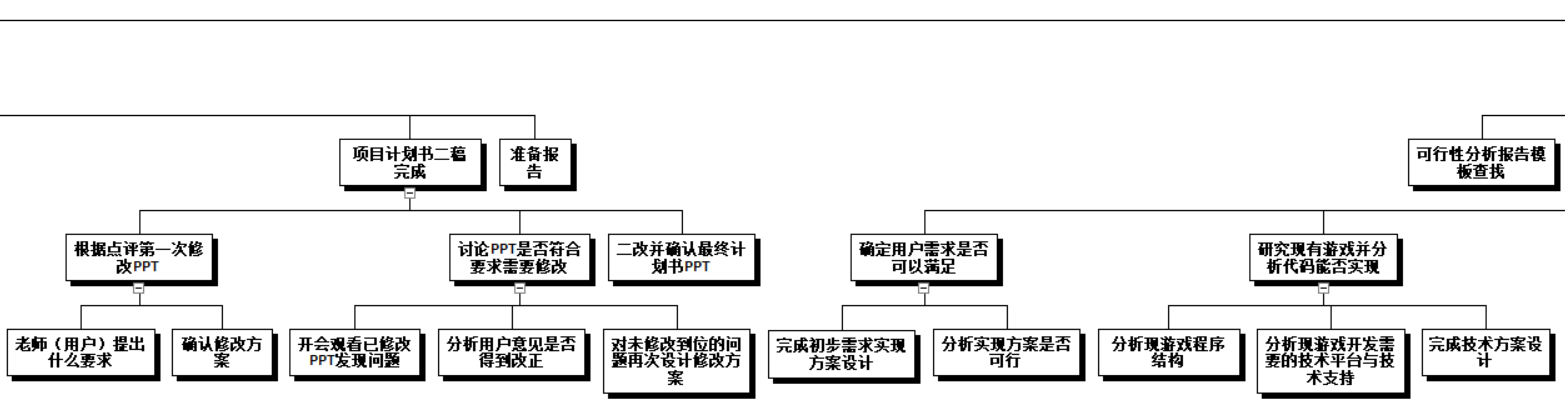 项目计划书二稿
完成
准备报
告
可行性分析报告模
板查找
根据点评第一次修
改PPT
讨论PPT是否符合
要求需要修改
二改并确认最终计
划书PPT
确定用户需求是否
可以满足
研究现有游戏并分
析代码能否实现
老师（用户）提出
什么要求
确认修改方
案
开会观看已修改
PPT发现问题
分析用户意见是否
得到改正
对未修改到位的问
题再次设计修改方
案
完成初步需求实现
方案设计
分析实现方案是否
可行
分析现游戏程序
结构
分析现游戏开发需
要的技术平台与技
术支持
完成技术方案设
计